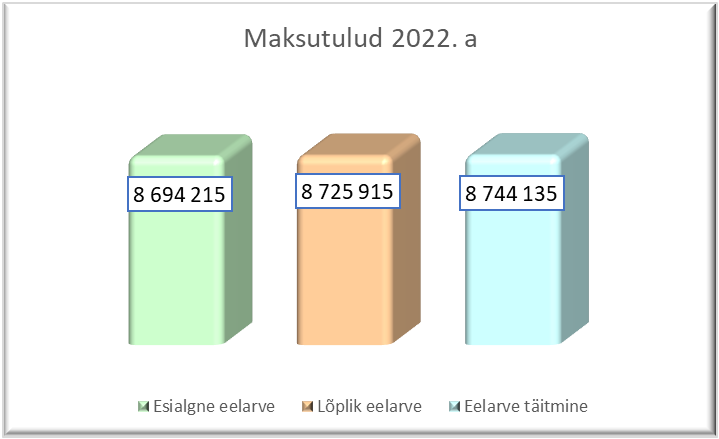 Maksutulud 2022. a
8 694 215
8 725 915
8 744 135
Esialgne eelarve
Lõplik eelarve
Eelarve täitmine